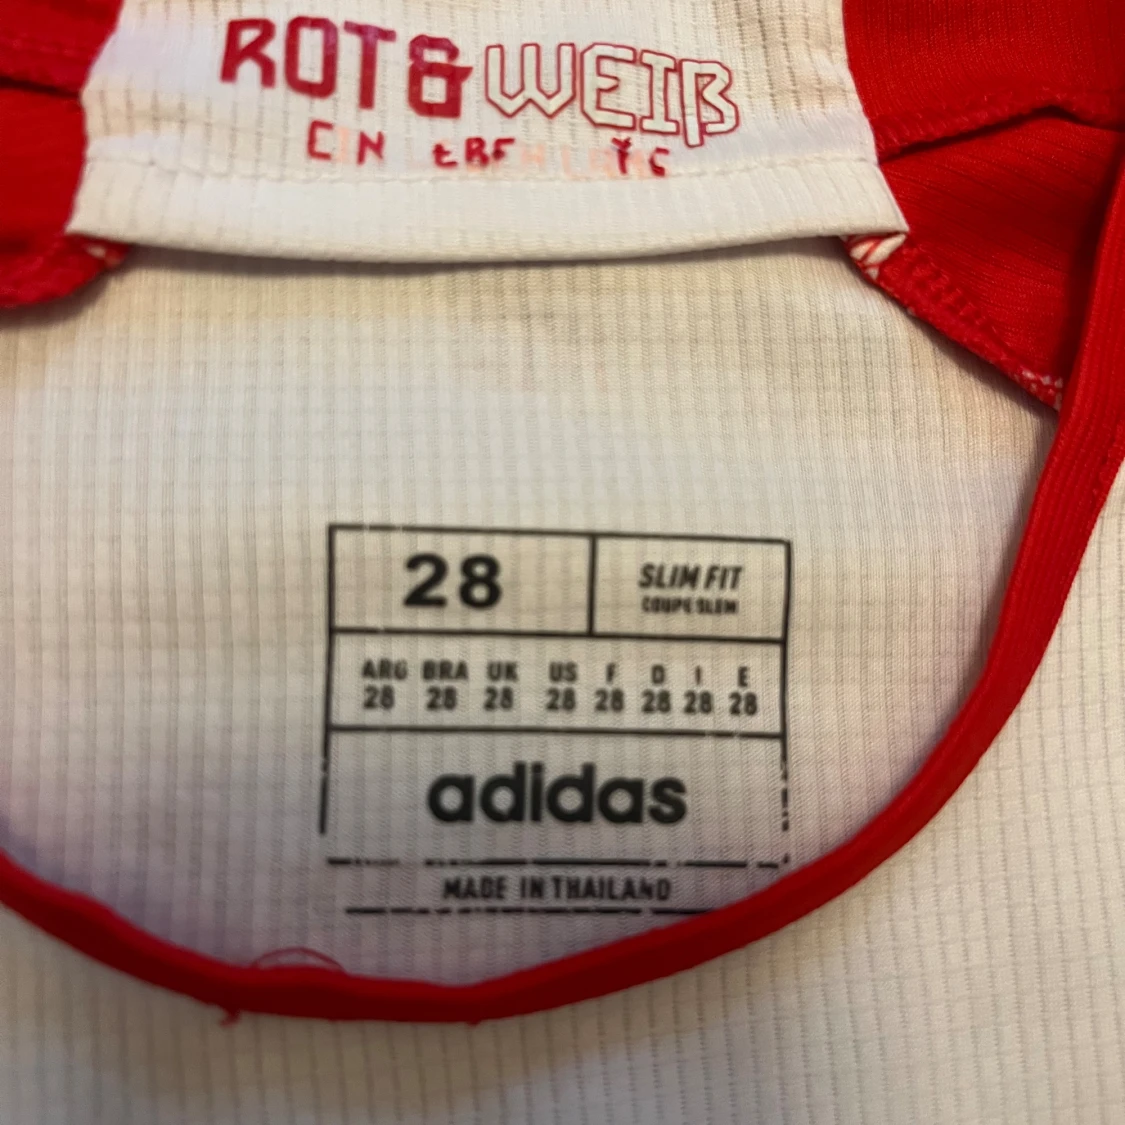 ROT & WEIß
28
SLIM FIT
COUPE SLIM
ARG BRA UK US F D I E
28 28 28 28 28 28 28 28
adidas
MADE IN THAILAND